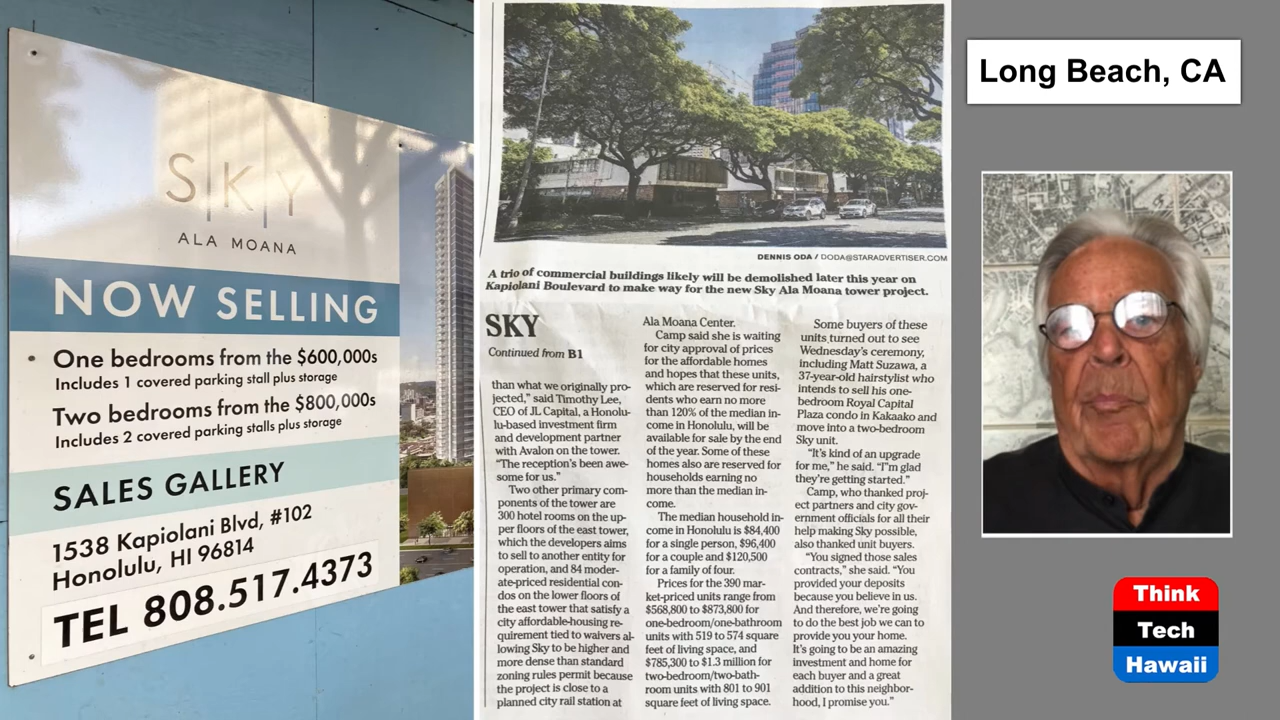 SKY
ALA MOANA
NOW SELLING
One bedrooms from the $600,000s
Includes 1 covered parking stall plus storage
Two bedrooms from the $800,000s
Includes 2 covered parking stalls plus storage
SALES GALLERY
1538 Kapiolani Blvd, #102
Honolulu, HI 96814
TEL 808.517.4373
DENNIS ODA / DODA@STARADVERTISER.COM
A trio of commercial buildings likely will be demolished later this year on
Kapiolani Boulevard to make way for the new Sky Ala Moana tower project.
SKY
Continued from B1
than what we originally pro-
jected,” said Timothy Lee,
CEO of JL Capital, a Honolu-
lu-based investment firm
and development partner
with Avalon on the tower.
“The reception’s been awe-
some for us.”
Two other primary com-
ponents of the tower are
300 hotel rooms on the up-
per floors of the east tower,
which the developers aims
to sell to another entity for
operation, and 84 moder-
ate-priced residential con-
dos on the lower floors of
the east tower that satisfy a
city affordable-housing re-
quirement tied to waivers al-
lowing Sky to be higher and
more dense than standard
zoning rules permit because
the project is close to a
planned city rail station at
Ala Moana Center.
Camp said she is waiting
for city approval of prices
for the affordable homes
and hopes that these units,
which are reserved for resi-
dents who earn no more
than 120% of the median in-
come in Honolulu, will be
available for sale by the end
of the year. Some of these
homes also are reserved for
households earning no
more than the median in-
come.
The median household in-
come in Honolulu is $84,400
for a single person, $96,400
for a couple and $120,500
for a family of four.
Prices for the 390 mar-
ket-priced units range from
$568,800 to $873,800 for
one-bedroom/one-bathroom
units with 519 to 574 square
feet of living space, and
$785,300 to $1.3 million for
two-bedroom/two-bath-
room units with 801 to 901
square feet of living space.
Some buyers of these
units turned out to see
Wednesday’s ceremony,
including Matt Suzawa, a
37-year-old hairstylist who
intends to sell his one-
bedroom Royal Capital
Plaza condo in Kakaako and
move into a two-bedroom
Sky unit.
“It’s kind of an upgrade
for me,” he said. “I’m glad
they’re getting started.”
Camp, who thanked proj-
ect partners and city gov-
ernment officials for all their
help making Sky possible,
also thanked unit buyers.
“You signed those sales
contracts,” she said. “You
provided your deposits
because you believe in us.
And therefore, we’re going
to do the best job we can to
provide you your home.
It’s going to be an amazing
investment and home for
each buyer and a great
addition to this neighbor-
hood, I promise you.”
Long Beach, CA
Think
Tech
Hawaii